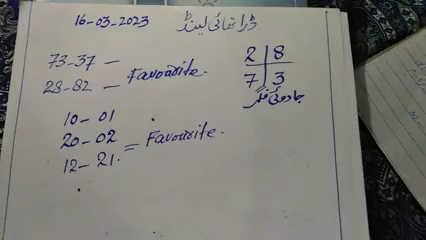 16-03-2023 ڈرا تھائی لینڈ
73-37 —
28-82 — Favourite.
2 8
7 3
جادوئی فگر
10-01
20-02 = Favourite.
12-21.